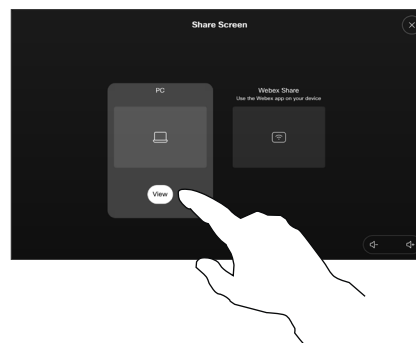 Share Screen
PC
Webex Share
Use the Webex app on your device
View